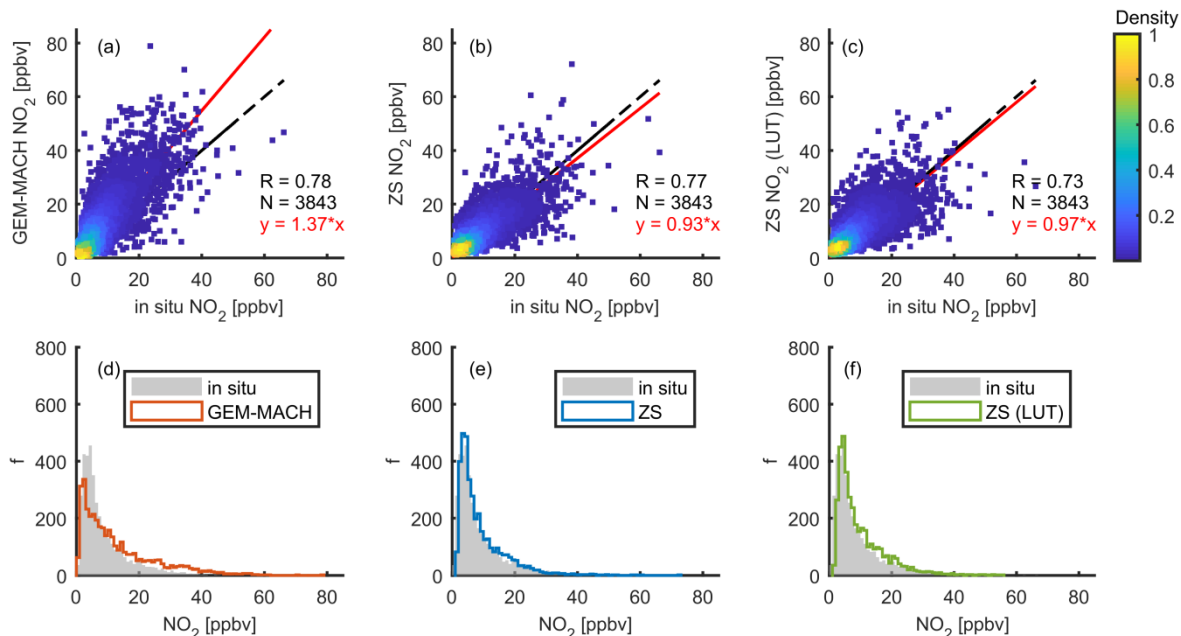 Density
(a)
GEM-MACH NO2 [ppbv]
80
60
40
20
0
R = 0.78
N = 3843
y = 1.37*x
0 20 40 60 80
in situ NO2 [ppbv]
(b)
ZS NO2 [ppbv]
80
60
40
20
0
R = 0.77
N = 3843
y = 0.93*x
0 20 40 60 80
in situ NO2 [ppbv]
(c)
ZS NO2 (LUT) [ppbv]
80
60
40
20
0
R = 0.73
N = 3843
y = 0.97*x
0 20 40 60 80
in situ NO2 [ppbv]
1
0.8
0.6
0.4
0.2
(d)
in situ
GEM-MACH
f
800
600
400
200
0
0 20 40 60 80
NO2 [ppbv]
(e)
in situ
ZS
f
800
600
400
200
0
0 20 40 60 80
NO2 [ppbv]
(f)
in situ
ZS (LUT)
f
800
600
400
200
0
0 20 40 60 80
NO2 [ppbv]